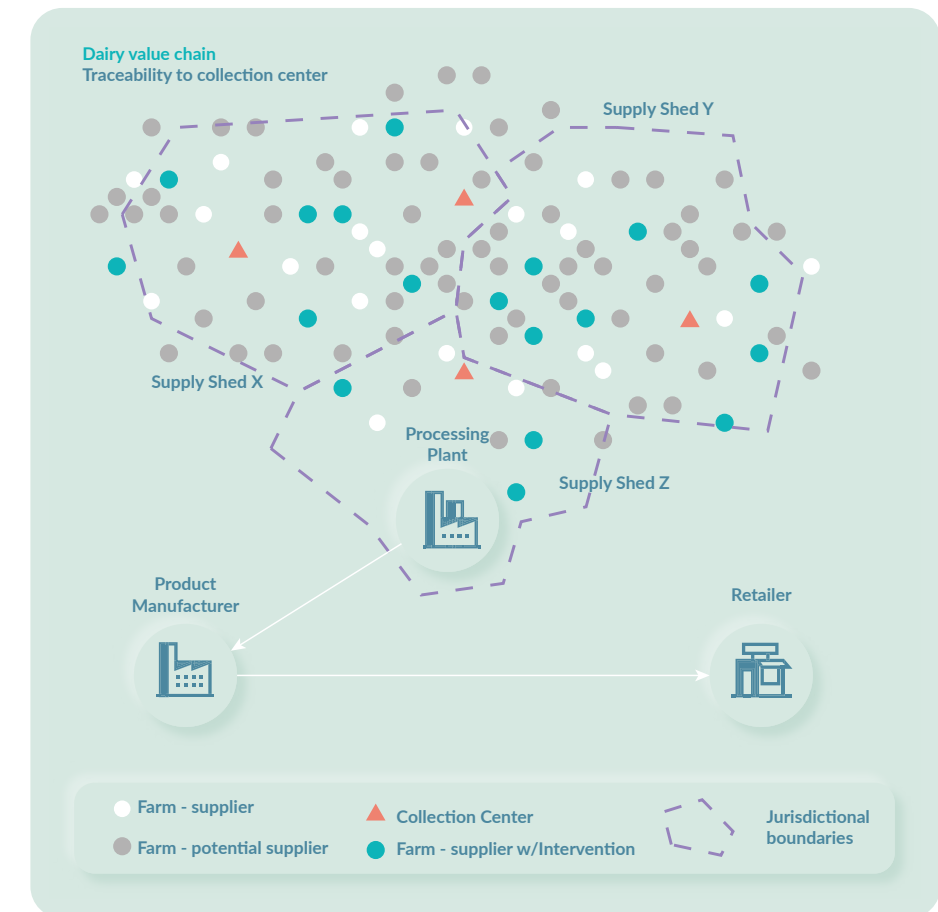 Dairy value chain
Traceability to collection center
Supply Shed Y
Supply Shed X
Processing
Plant
Supply Shed Z
Product
Manufacturer
Retailer
Farm - supplier
Farm - potential supplier
Collection Center
Farm - supplier w/Intervention
Jurisdictional
boundaries